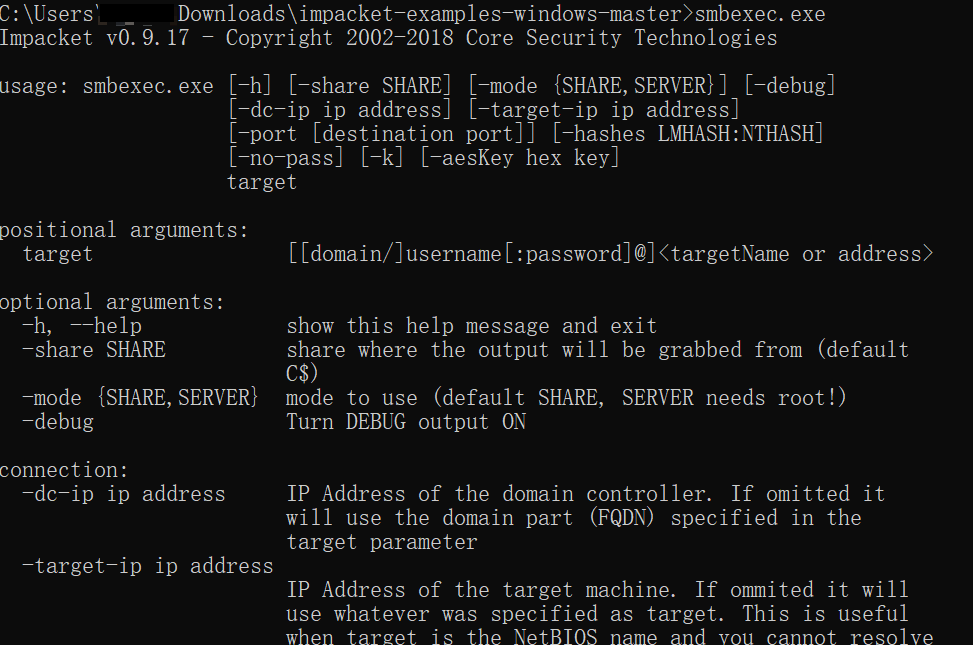 C:\Users\ Downloads\impacket-examples-windows-master>smbexec.exe
Impacket v0.9.17 - Copyright 2002-2018 Core Security Technologies
usage: smbexec.exe [-h] [-share SHARE] [-mode {SHARE,SERVER}] [-debug]
[-dc-ip ip address] [-target-ip ip address]
[-port [destination port]] [-hashes LMHASH:NTHASH]
[-no-pass] [-k] [-aesKey hex key]
target
positional arguments:
target [[domain/]username[:password]@]<targetName or address>
optional arguments:
-h, --help show this help message and exit
-share SHARE share where the output will be grabbed from (default
C$)
-mode {SHARE,SERVER} mode to use (default SHARE, SERVER needs root!)
-debug Turn DEBUG output ON
connection:
-dc-ip ip address IP Address of the domain controller. If omitted it
will use the domain part (FQDN) specified in the
target parameter
-target-ip ip address
IP Address of the target machine. If ommited it will
use whatever was specified as target. This is useful
when target is the NetBIOS name and you cannot resolve